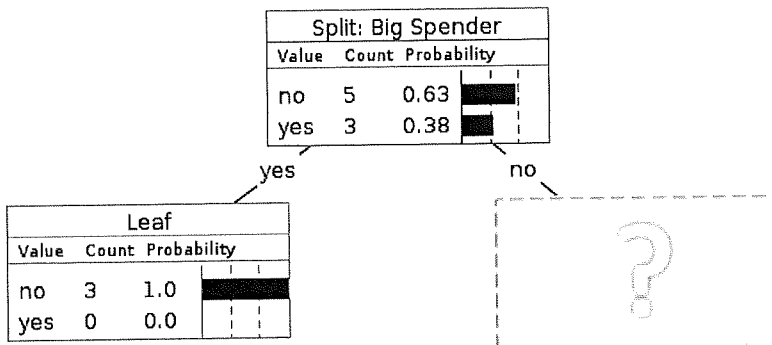 Split: Big Spender
Value Count Probability
no 5 0.63
yes 3 0.38
yes no
Leaf
Value Count Probability
?
no 3 1.0
yes 0 0.0